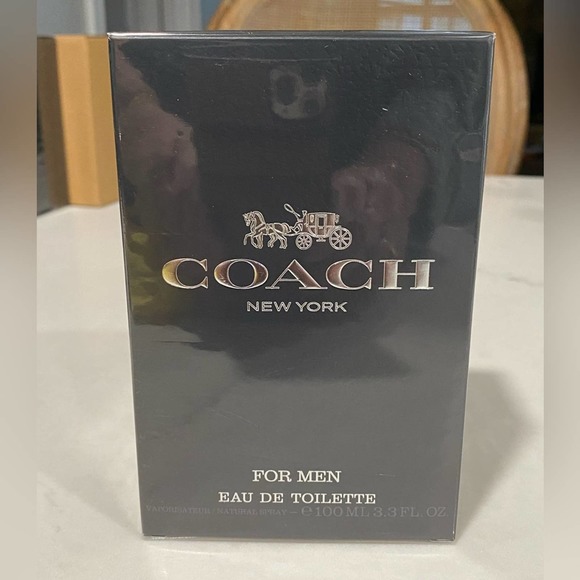 COACH
NEW YORK
FOR MEN
EAU DE TOILETTE
VAPORISATEUR / NATURAL SPRAY – ℮100 ML 3.3 FL. OZ